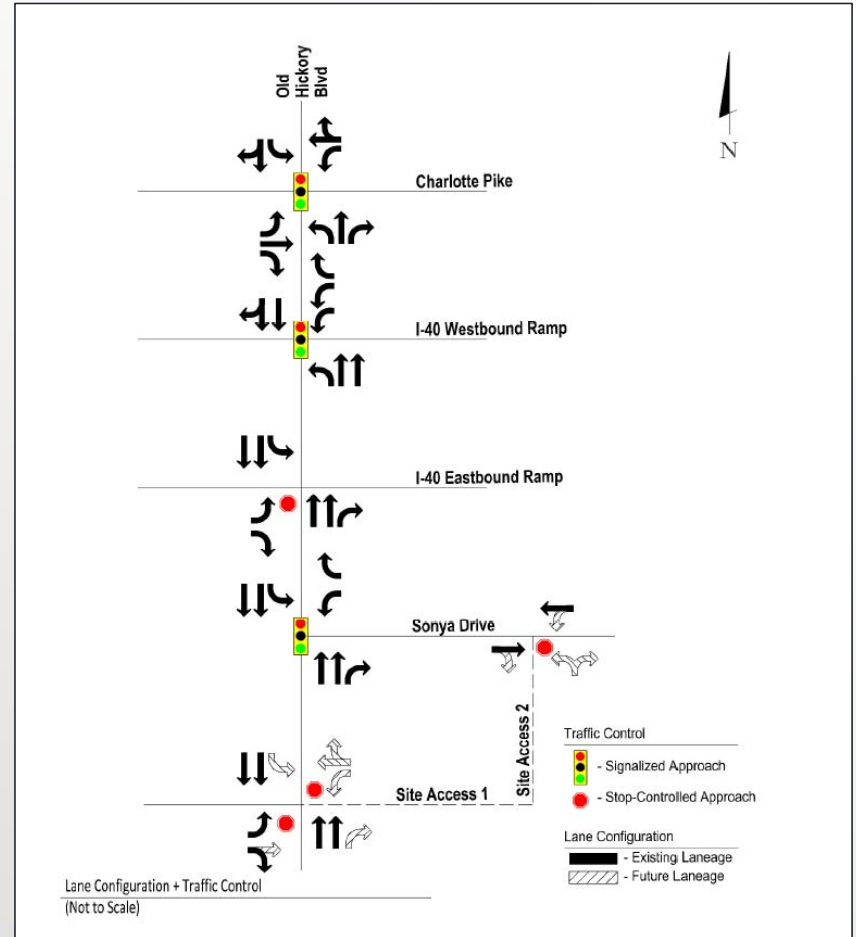 Old
Hickory
Blvd
N
Charlotte Pike
I-40 Westbound Ramp
I-40 Eastbound Ramp
Sonya Drive
Site Access 2
Site Access 1
Traffic Control
- Signalized Approach
- Stop-Controlled Approach
Lane Configuration
- Existing Laneage
- Future Laneage
Lane Configuration + Traffic Control
(Not to Scale)